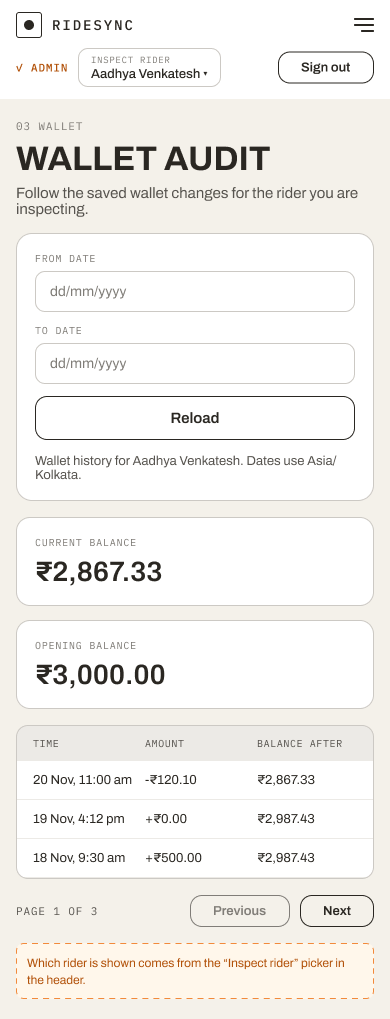 RIDESYNC
✓ ADMIN
INSPECT RIDER
Aadhya Venkatesh ▾
Sign out
03 WALLET
WALLET AUDIT
Follow the saved wallet changes for the rider you are
inspecting.
FROM DATE
dd/mm/yyyy
TO DATE
dd/mm/yyyy
Reload
Wallet history for Aadhya Venkatesh. Dates use Asia/
Kolkata.
CURRENT BALANCE
₹2,867.33
OPENING BALANCE
₹3,000.00
TIME AMOUNT BALANCE AFTER
20 Nov, 11:00 am -₹120.10 ₹2,867.33
19 Nov, 4:12 pm +₹0.00 ₹2,987.43
18 Nov, 9:30 am +₹500.00 ₹2,987.43
PAGE 1 OF 3 Previous Next
Which rider is shown comes from the “Inspect rider” picker in
the header.